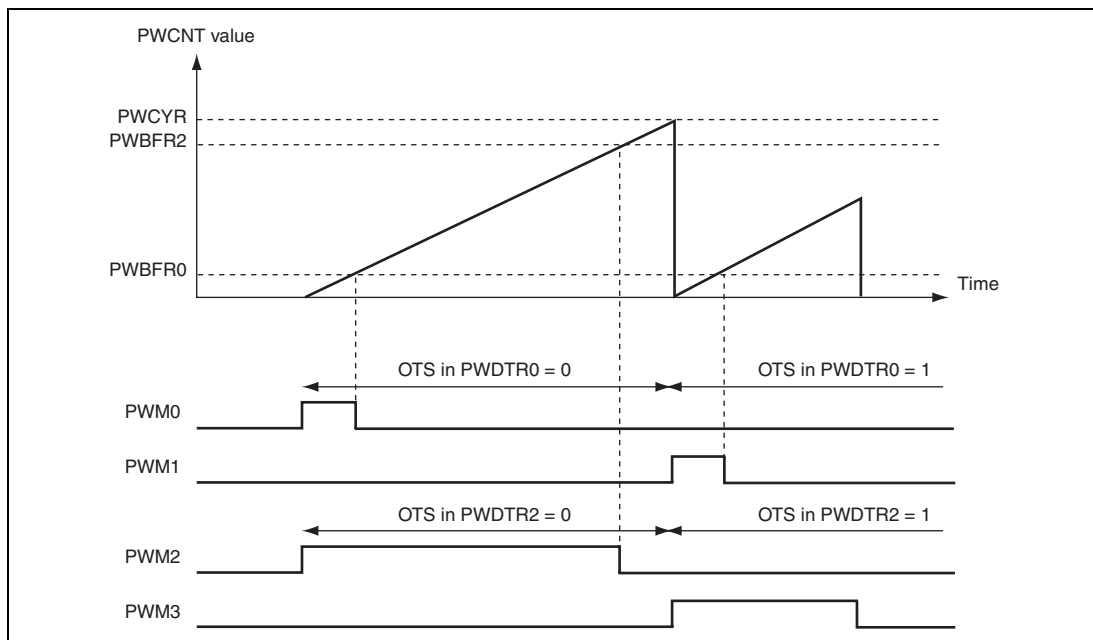 PWCNT value
PWCYR
PWBFR2
PWBFR0
Time
OTS in PWDTR0 = 0
OTS in PWDTR0 = 1
PWM0
PWM1
OTS in PWDTR2 = 0
OTS in PWDTR2 = 1
PWM2
PWM3